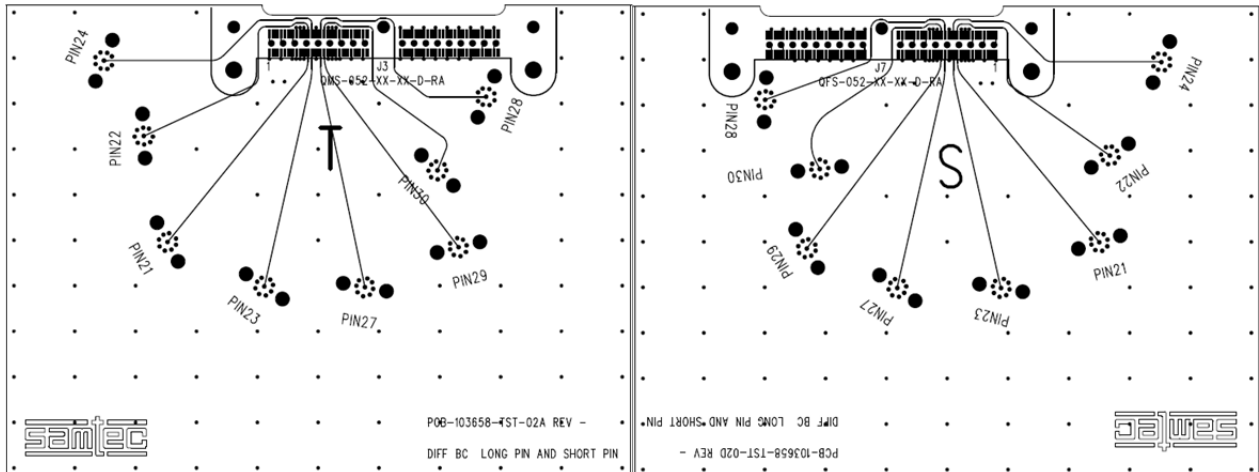 PIN24
J3
1
QMS-052-XX-XX-D-RA
PIN28
PIN22
T
PIN30
PIN21
PIN29
PIN23
PIN27
PCB-103658-TST-02A REV -
DIFF BC LONG PIN AND SHORT PIN
samtec
J7
1
QFS-052-XX-XX-D-RA
PIN24
PIN28
PIN22
S
PIN30
PIN29
PIN21
PIN27
PIN23
DIFF BC LONG PIN AND SHORT PIN
PCB-103658-TST-02D REV -
samtec